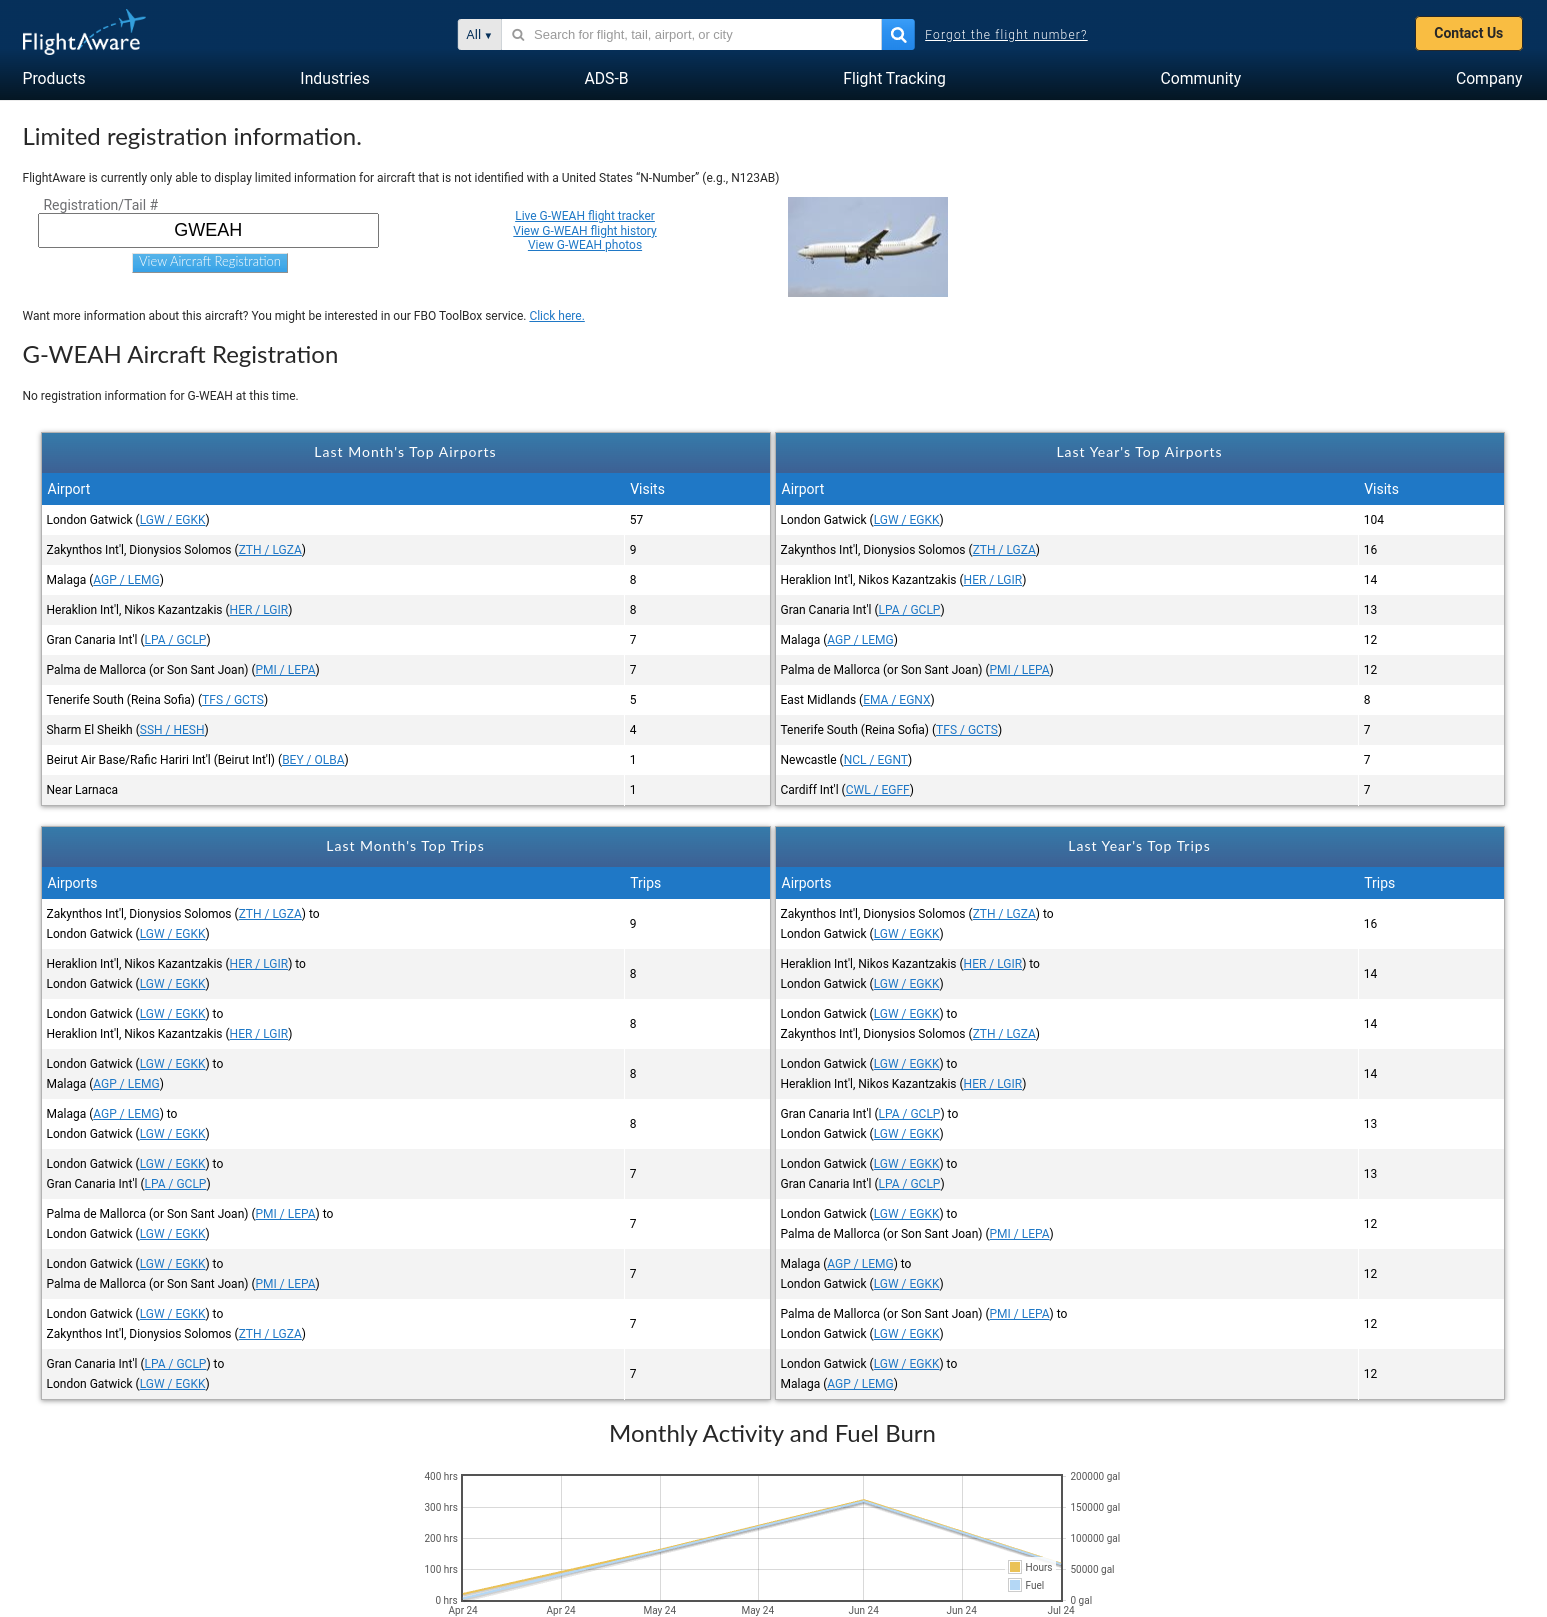 FlightAware
All ▼
Search for flight, tail, airport, or city
Forgot the flight number?
Contact Us
Products
Industries
ADS-B
Flight Tracking
Community
Company
Limited registration information.
FlightAware is currently only able to display limited information for aircraft that is not identified with a United States “N-Number” (e.g., N123AB)
Registration/Tail #
GWEAH
View Aircraft Registration
Live G-WEAH flight tracker
View G-WEAH flight history
View G-WEAH photos
Want more information about this aircraft? You might be interested in our FBO ToolBox service. Click here.
G-WEAH Aircraft Registration
No registration information for G-WEAH at this time.
Last Month's Top Airports
Airport Visits
London Gatwick (LGW / EGKK) 57
Zakynthos Int'l, Dionysios Solomos (ZTH / LGZA) 9
Malaga (AGP / LEMG) 8
Heraklion Int'l, Nikos Kazantzakis (HER / LGIR) 8
Gran Canaria Int'l (LPA / GCLP) 7
Palma de Mallorca (or Son Sant Joan) (PMI / LEPA) 7
Tenerife South (Reina Sofia) (TFS / GCTS) 5
Sharm El Sheikh (SSH / HESH) 4
Beirut Air Base/Rafic Hariri Int'l (Beirut Int'l) (BEY / OLBA) 1
Near Larnaca 1
Last Year's Top Airports
Airport Visits
London Gatwick (LGW / EGKK) 104
Zakynthos Int'l, Dionysios Solomos (ZTH / LGZA) 16
Heraklion Int'l, Nikos Kazantzakis (HER / LGIR) 14
Gran Canaria Int'l (LPA / GCLP) 13
Malaga (AGP / LEMG) 12
Palma de Mallorca (or Son Sant Joan) (PMI / LEPA) 12
East Midlands (EMA / EGNX) 8
Tenerife South (Reina Sofia) (TFS / GCTS) 7
Newcastle (NCL / EGNT) 7
Cardiff Int'l (CWL / EGFF) 7
Last Month's Top Trips
Airports Trips
Zakynthos Int'l, Dionysios Solomos (ZTH / LGZA) to
London Gatwick (LGW / EGKK)
9
Heraklion Int'l, Nikos Kazantzakis (HER / LGIR) to
London Gatwick (LGW / EGKK)
8
London Gatwick (LGW / EGKK) to
Heraklion Int'l, Nikos Kazantzakis (HER / LGIR)
8
London Gatwick (LGW / EGKK) to
Malaga (AGP / LEMG)
8
Malaga (AGP / LEMG) to
London Gatwick (LGW / EGKK)
8
London Gatwick (LGW / EGKK) to
Gran Canaria Int'l (LPA / GCLP)
7
Palma de Mallorca (or Son Sant Joan) (PMI / LEPA) to
London Gatwick (LGW / EGKK)
7
London Gatwick (LGW / EGKK) to
Palma de Mallorca (or Son Sant Joan) (PMI / LEPA)
7
London Gatwick (LGW / EGKK) to
Zakynthos Int'l, Dionysios Solomos (ZTH / LGZA)
7
Gran Canaria Int'l (LPA / GCLP) to
London Gatwick (LGW / EGKK)
7
Last Year's Top Trips
Airports Trips
Zakynthos Int'l, Dionysios Solomos (ZTH / LGZA) to
London Gatwick (LGW / EGKK)
16
Heraklion Int'l, Nikos Kazantzakis (HER / LGIR) to
London Gatwick (LGW / EGKK)
14
London Gatwick (LGW / EGKK) to
Zakynthos Int'l, Dionysios Solomos (ZTH / LGZA)
14
London Gatwick (LGW / EGKK) to
Heraklion Int'l, Nikos Kazantzakis (HER / LGIR)
14
Gran Canaria Int'l (LPA / GCLP) to
London Gatwick (LGW / EGKK)
13
London Gatwick (LGW / EGKK) to
Gran Canaria Int'l (LPA / GCLP)
13
London Gatwick (LGW / EGKK) to
Palma de Mallorca (or Son Sant Joan) (PMI / LEPA)
12
Malaga (AGP / LEMG) to
London Gatwick (LGW / EGKK)
12
Palma de Mallorca (or Son Sant Joan) (PMI / LEPA) to
London Gatwick (LGW / EGKK)
12
London Gatwick (LGW / EGKK) to
Malaga (AGP / LEMG)
12
Monthly Activity and Fuel Burn
400 hrs
300 hrs
200 hrs
100 hrs
0 hrs
200000 gal
150000 gal
100000 gal
50000 gal
0 gal
Hours
Fuel
Apr 24 Apr 24 May 24 May 24 Jun 24 Jun 24 Jul 24